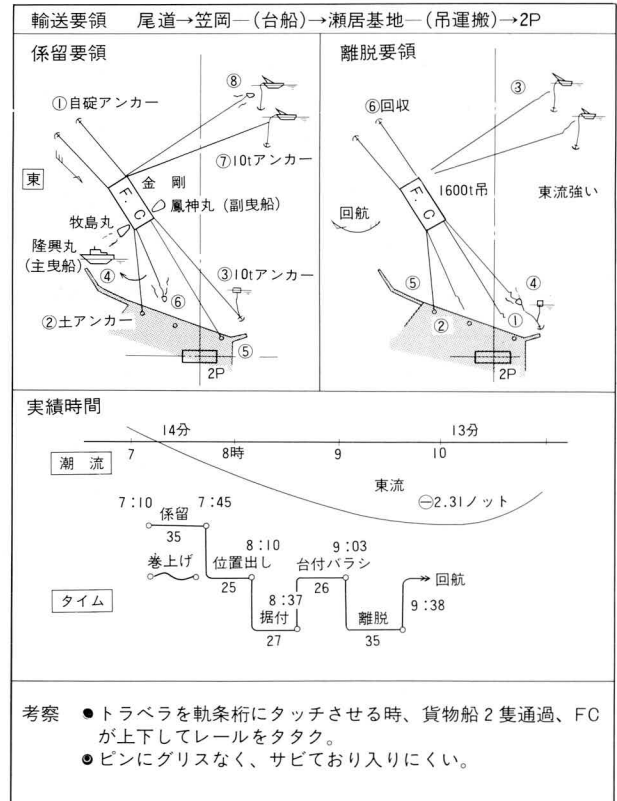 輸送要領 尾道→笠岡―(台船)→瀬居基地―(吊運搬)→2P
係留要領
⑧
①自碇アンカー
⑦10tアンカー
東
F.C
金剛
鳳神丸(副曳船)
牧島丸
隆興丸
(主曳船)
③10tアンカー
④
⑥
②土アンカー
⑤
2P
離脱要領
③
⑥回収
F.C
1600t吊
東流強い
回航
⑤
④
②
①
2P
実績時間
14分
13分
7
8時
9
10
潮流
東流
⊖2.31ノット
7:10
係留
7:45
35
巻上げ
位置出し
8:10
25
台付バラシ
9:03
8:37
26
回航
タイム
据付
27
離脱
35
9:38
考察 ●トラベラを軌条桁にタッチさせる時、貨物船2隻通過、FC
が上下してレールをタタク。
●ピンにグリスなく、サビており入りにくい。